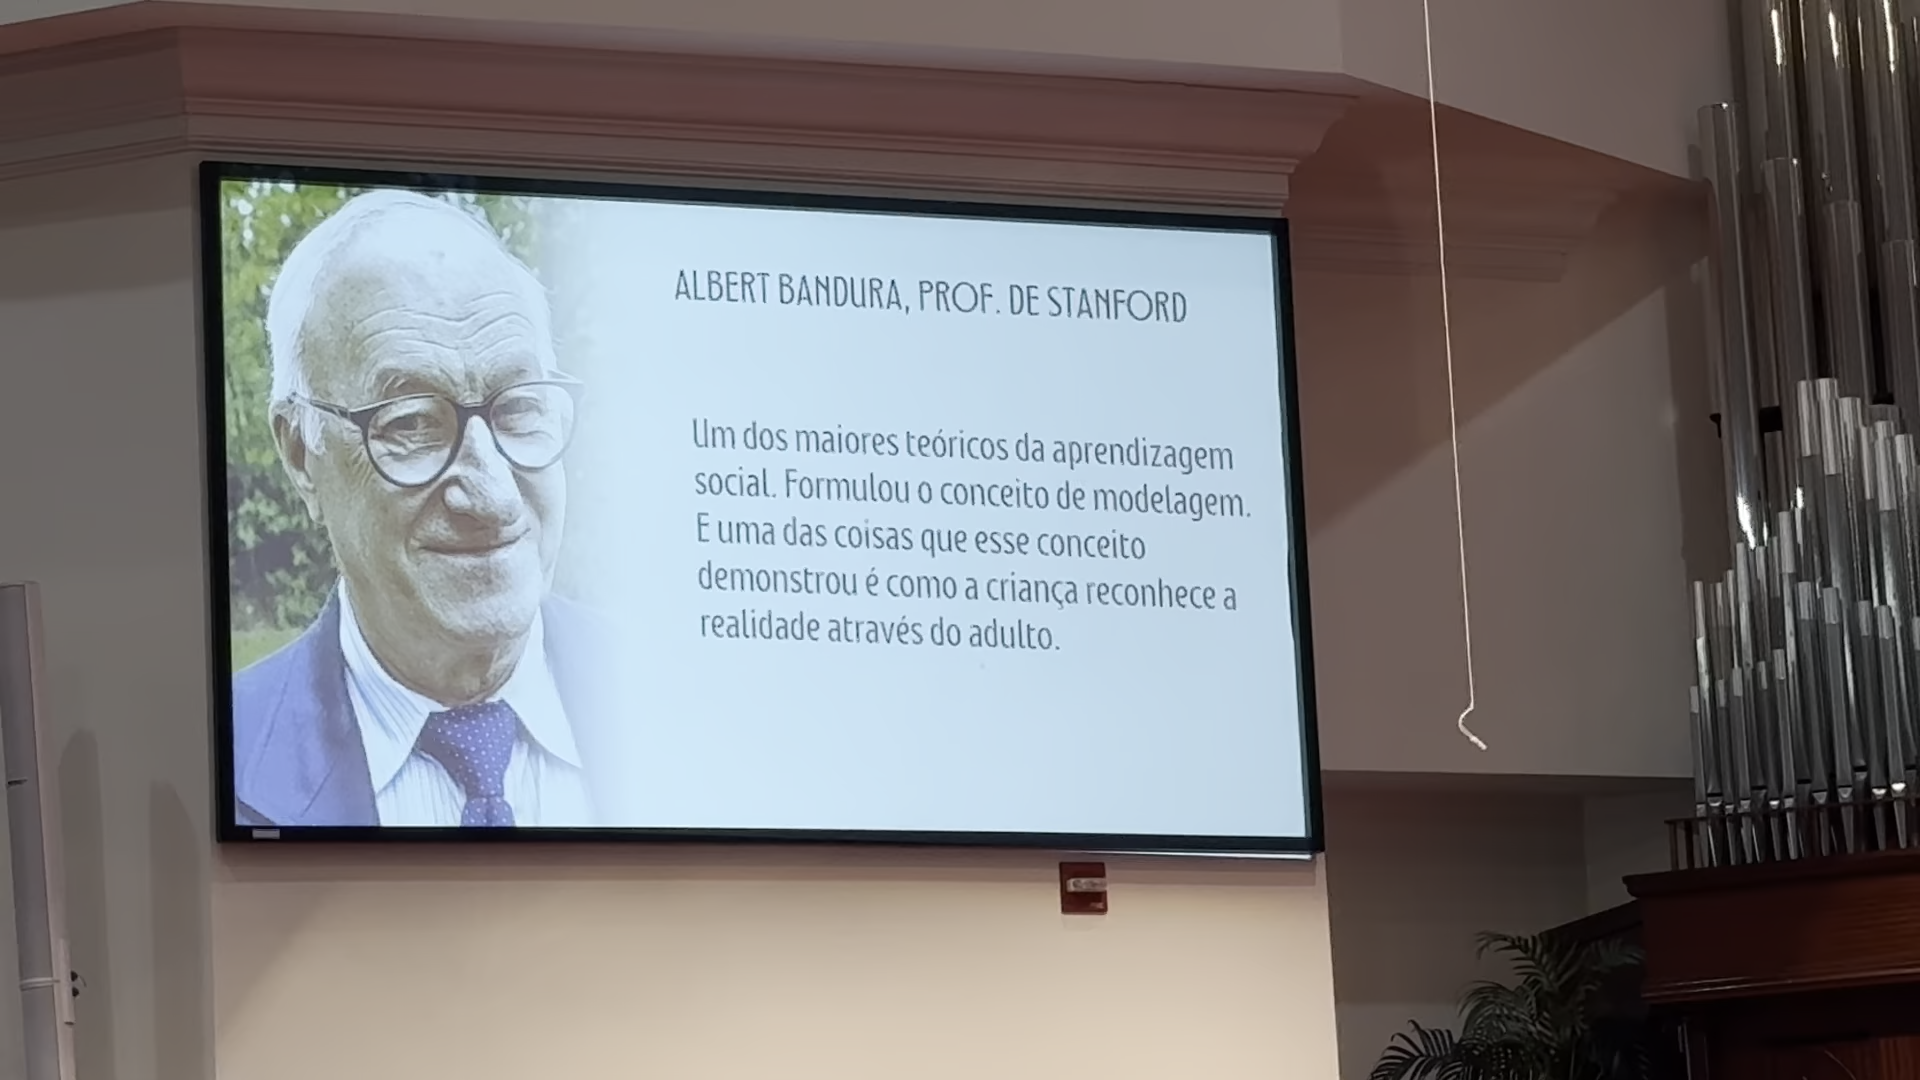 ALBERT BANDURA, PROF. DE STANFORD
Um dos maiores teóricos da aprendizagem
social. Formulou o conceito de modelagem.
E uma das coisas que esse conceito
demonstrou é como a criança reconhece a
realidade através do adulto.